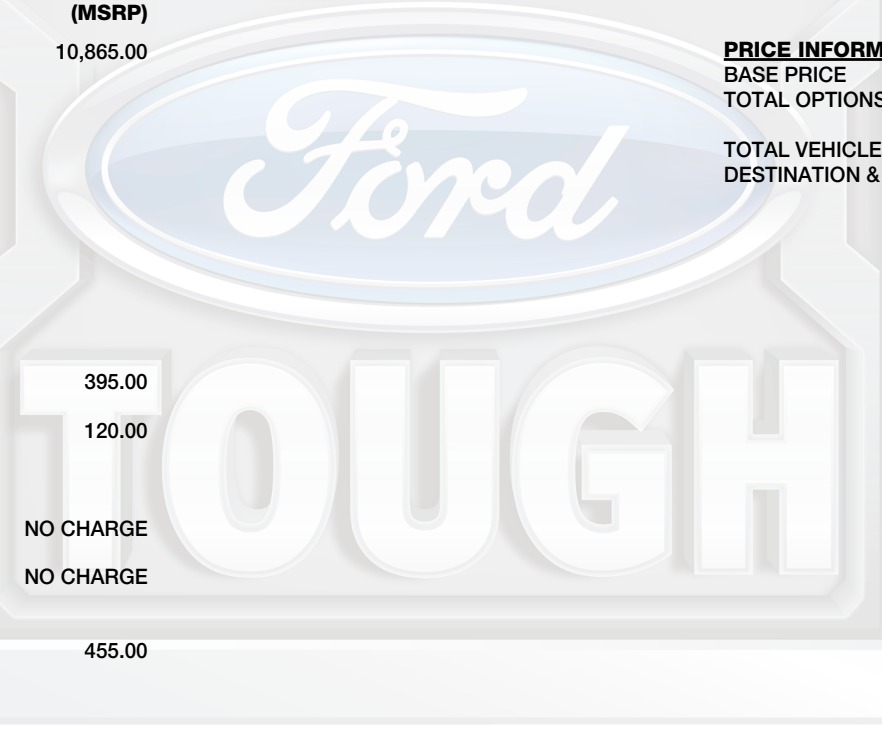 (MSRP)
10,865.00
395.00
120.00
NO CHARGE
NO CHARGE
455.00
PRICE INFORM
BASE PRICE
TOTAL OPTIONS
TOTAL VEHICLE
DESTINATION &
Ford
TOUGH